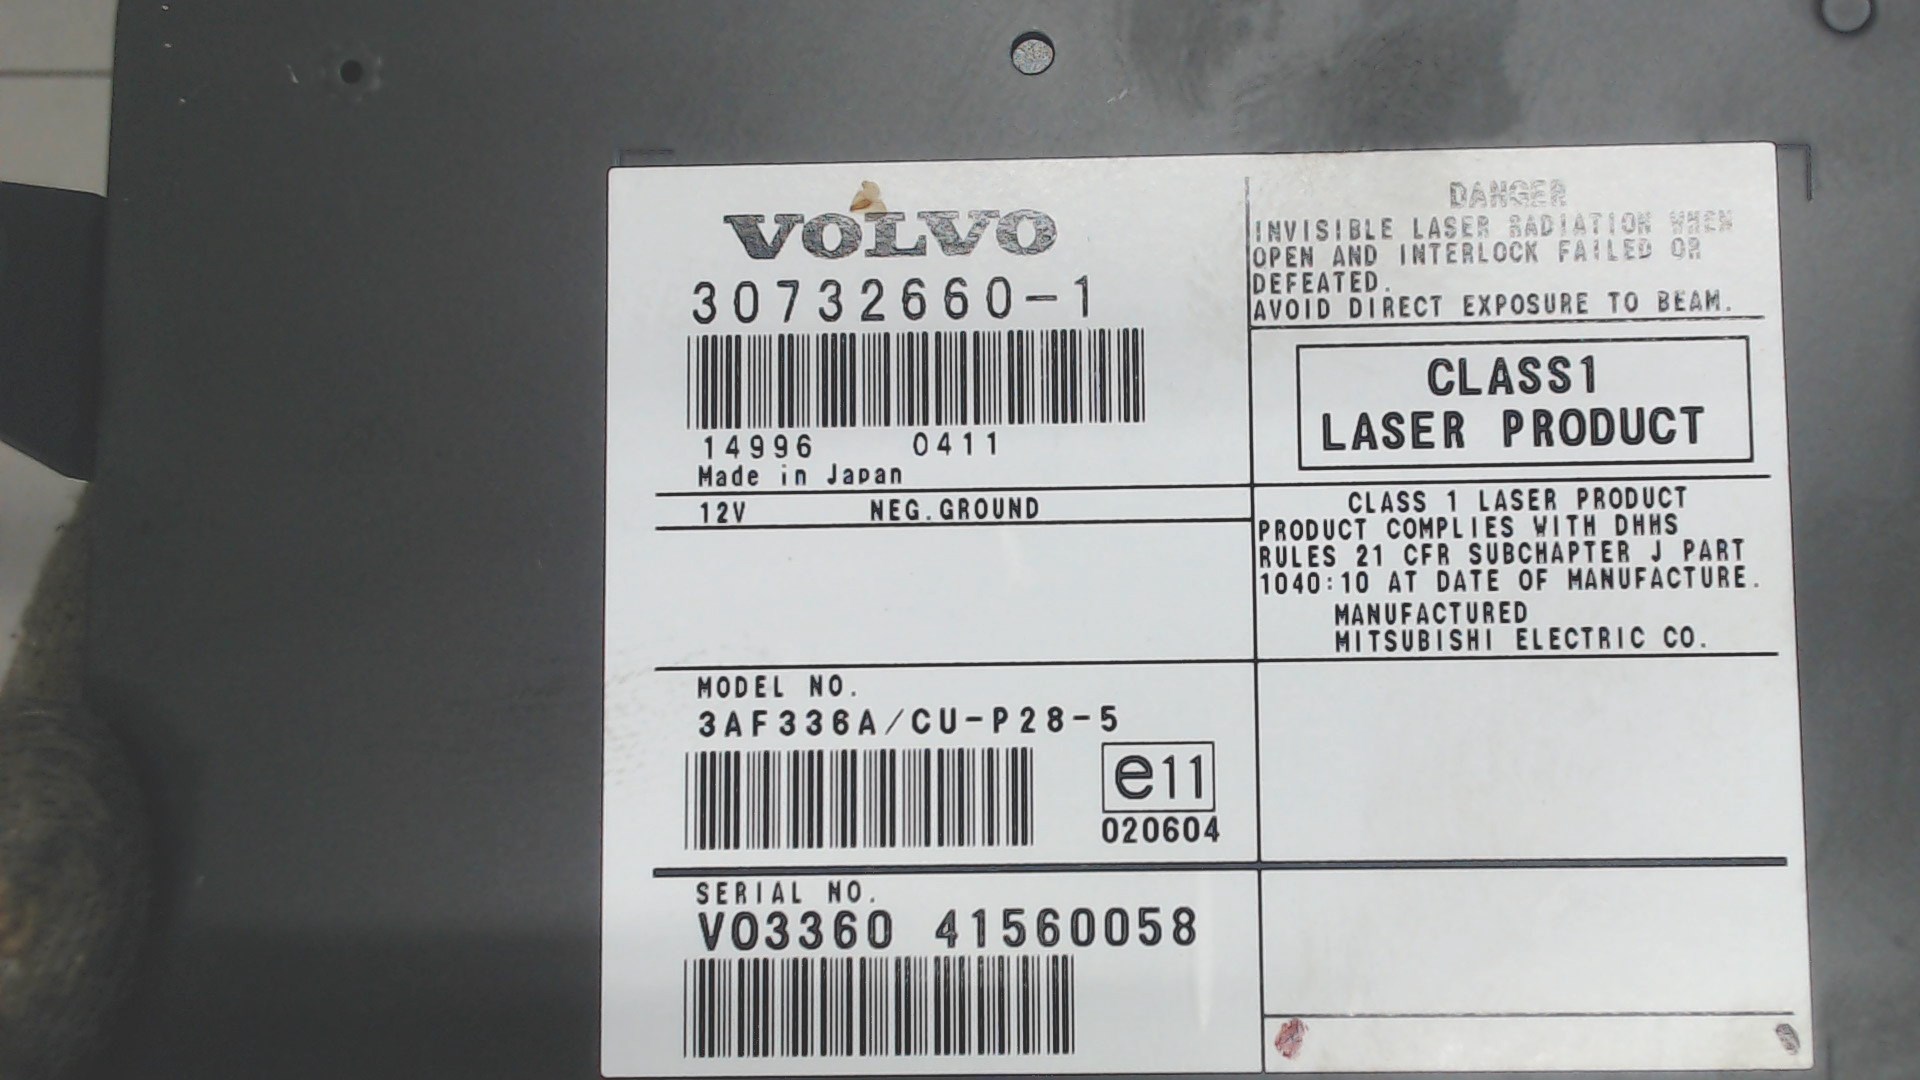 VOLVO
30732660-1
14996 0411
Made in Japan
12V NEG.GROUND
MODEL NO.
3AF336A/CU-P28-5
e11
020604
SERIAL NO.
VO3360 41560058
DANGER
INVISIBLE LASER RADIATION WHEN
OPEN AND INTERLOCK FAILED OR
DEFEATED.
AVOID DIRECT EXPOSURE TO BEAM.
CLASS1
LASER PRODUCT
CLASS 1 LASER PRODUCT
PRODUCT COMPLIES WITH DHHS
RULES 21 CFR SUBCHAPTER J PART
1040:10 AT DATE OF MANUFACTURE.
MANUFACTURED
MITSUBISHI ELECTRIC CO.